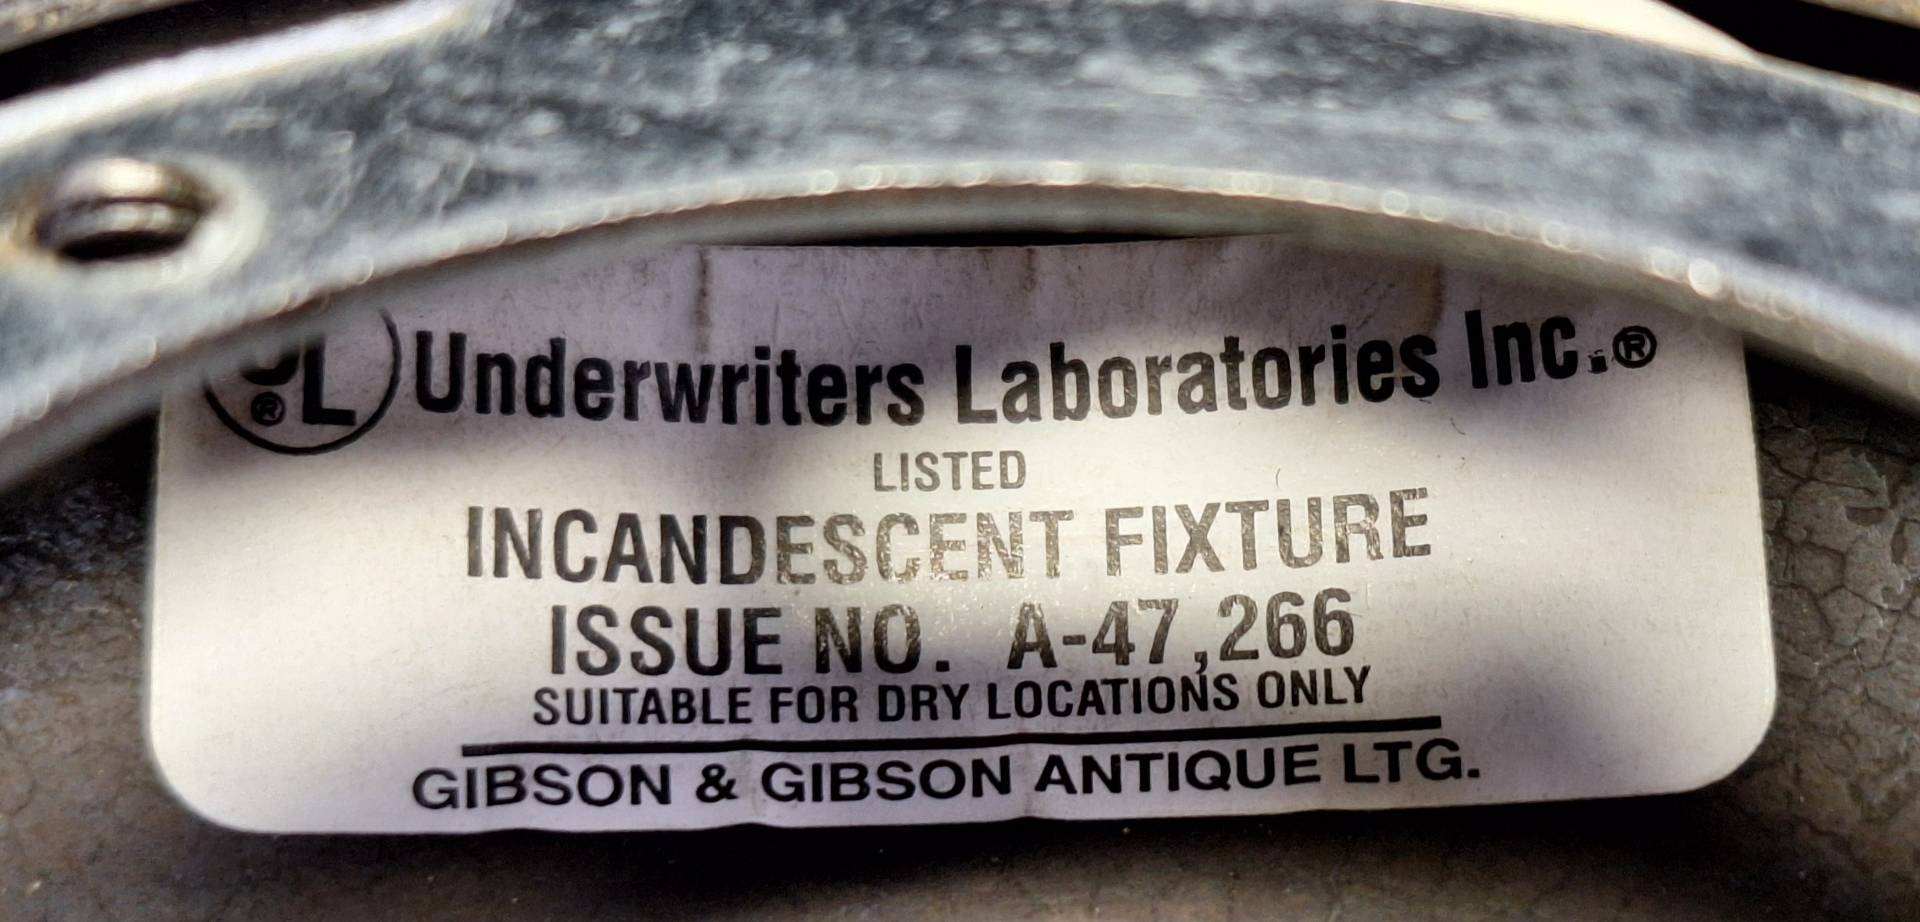 UL® Underwriters Laboratories Inc.®
LISTED
INCANDESCENT FIXTURE
ISSUE NO. A-47,266
SUITABLE FOR DRY LOCATIONS ONLY
GIBSON & GIBSON ANTIQUE LTG.